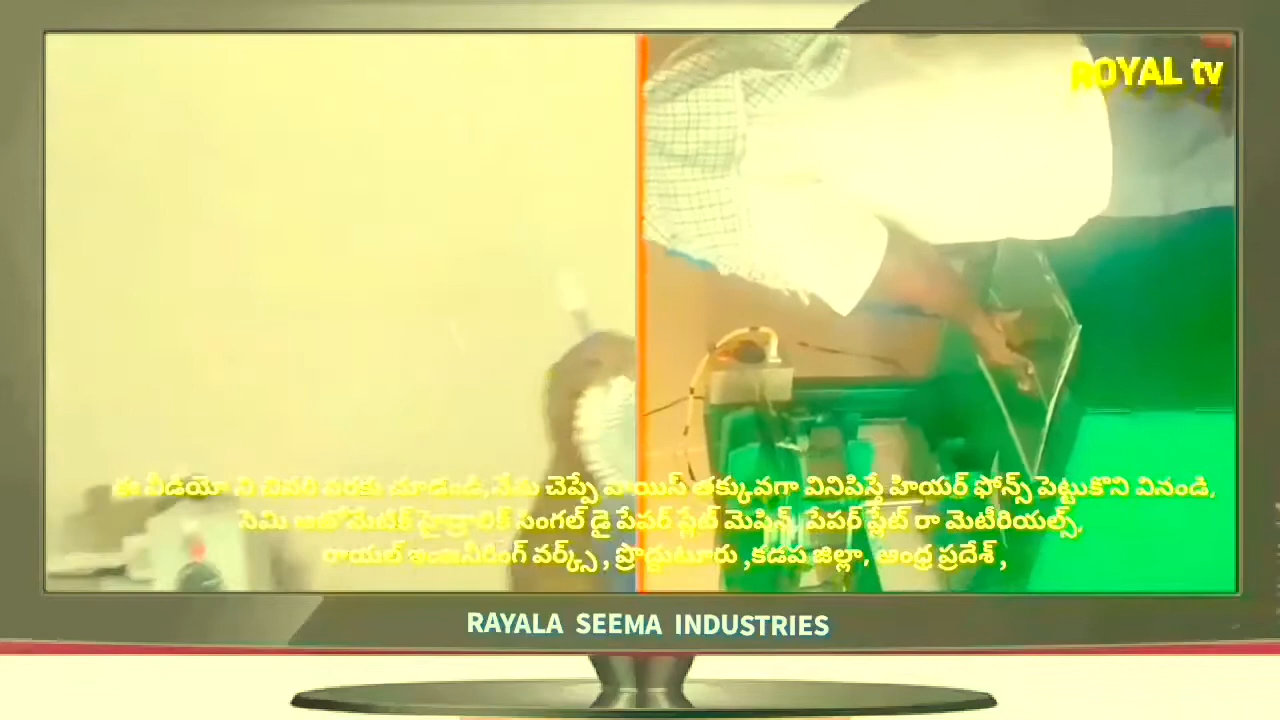 ROYAL tv
ఈ వీడియో ని చివరి వరకు చూడండి, నేను చెప్పే వాయిస్ తక్కువగా వినిపిస్తే హియర్ ఫోన్స్ పెట్టుకొని వినండి.
సెమి ఆటోమేటిక్ హైడ్రాలిక్ సింగల్ డై పేపర్ ప్లేట్ మెషిన్, పేపర్ ప్లేట్ రా మెటీరియల్స్,
రాయల్ ఇంజనీరింగ్ వర్క్స్, ప్రొద్దుటూరు ,కడప జిల్లా, ఆంధ్ర ప్రదేశ్ ,
RAYALA SEEMA INDUSTRIES